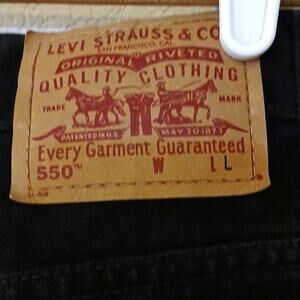 LEVI STRAUSS & CO.
SAN FRANCISCO, CAL.
ORIGINAL RIVETED
QUALITY CLOTHING
TRADE MARK
PATENTED IN U.S. MAY 20 1873
Every Garment Guaranteed
550™ W L L